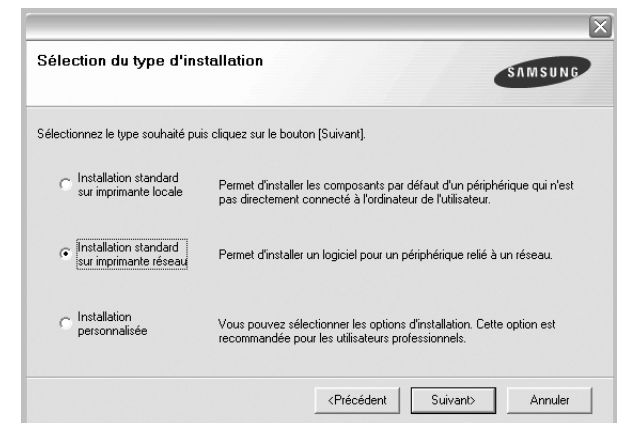 Sélection du type d'installation
SAMSUNG
Sélectionnez le type souhaité puis cliquez sur le bouton [Suivant].
Installation standard
sur imprimante locale
Permet d'installer les composants par défaut d'un périphérique qui n'est
pas directement connecté à l'ordinateur de l'utilisateur.
Installation standard
sur imprimante réseau
Permet d'installer un logiciel pour un périphérique relié à un réseau.
Installation
personnalisée
Vous pouvez sélectionner les options d'installation. Cette option est
recommandée pour les utilisateurs professionnels.
<Précédent
Suivant>
Annuler